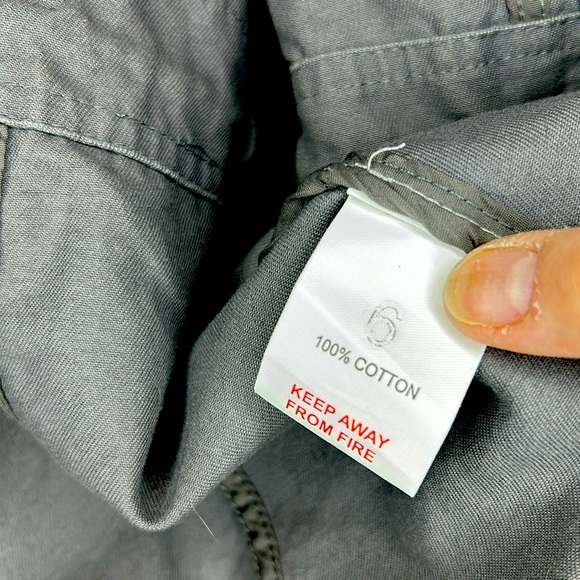 6
100% COTTON
KEEP AWAY
FROM FIRE